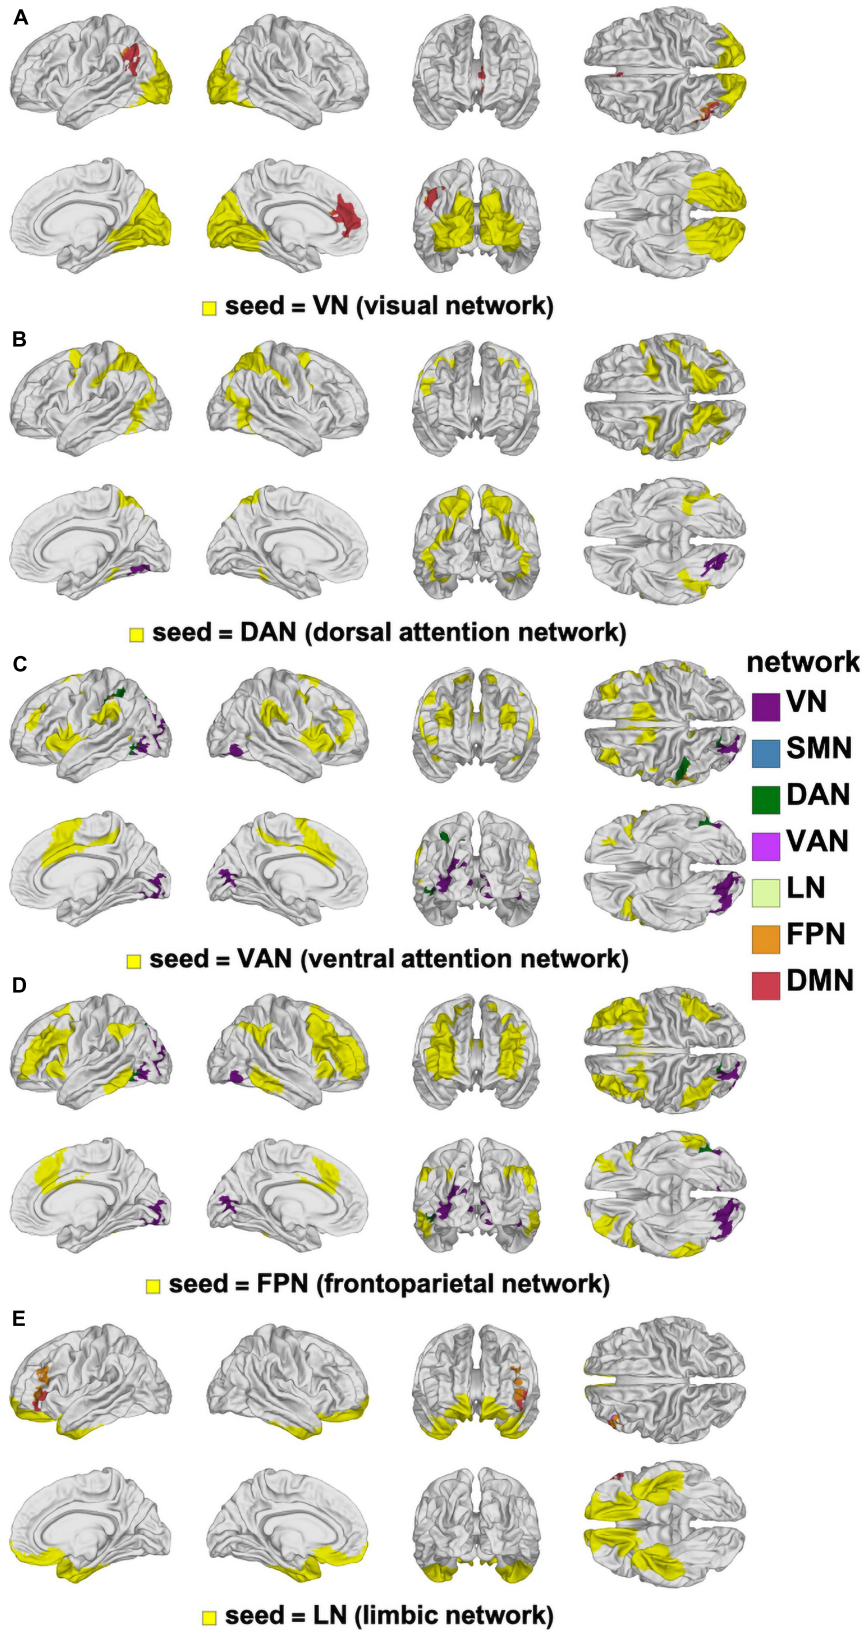 A
seed = VN (visual network)
B
seed = DAN (dorsal attention network)
C
network
VN
SMN
DAN
VAN
LN
FPN
DMN
seed = VAN (ventral attention network)
D
seed = FPN (frontoparietal network)
E
seed = LN (limbic network)